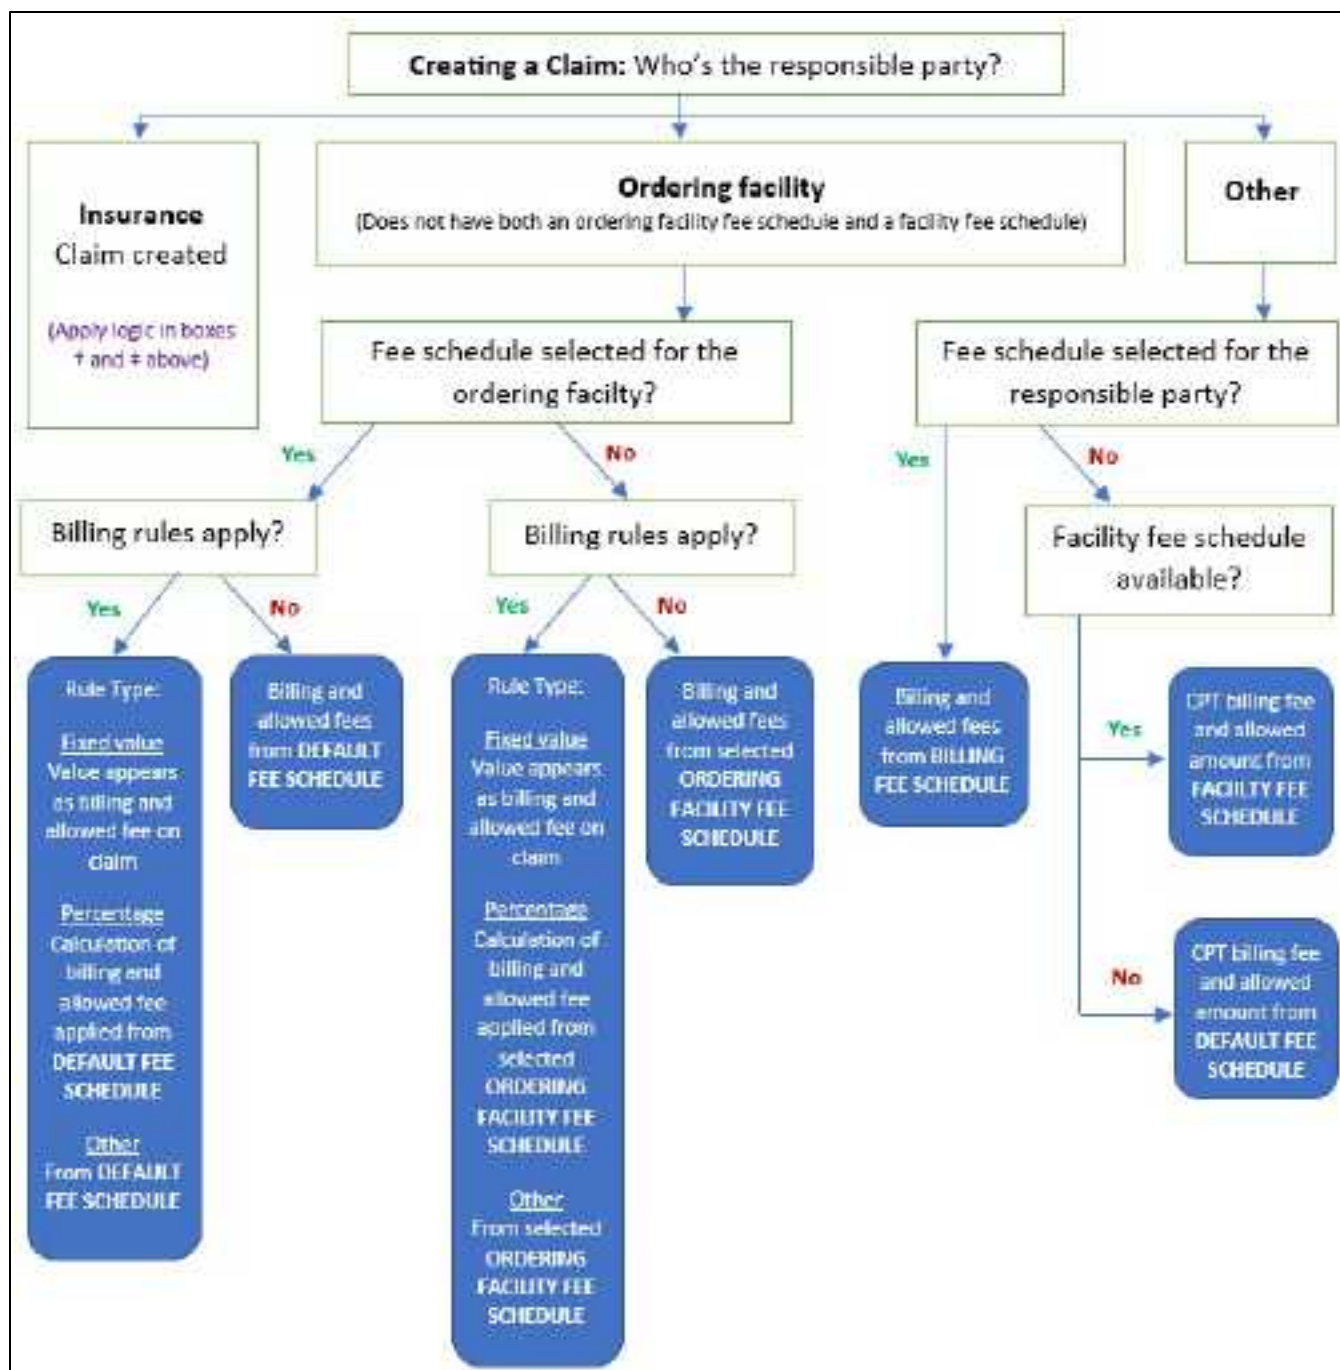 Creating a Claim: Who's the responsible party?
Insurance
Claim created
(Apply logic in boxes
† and ‡ above)
Ordering facility
(Does not have both an ordering facility fee schedule and a facility fee schedule)
Other
Fee schedule selected for the
ordering facilty?
Fee schedule selected for the
responsible party?
Yes
No
Yes
No
Billing rules apply?
Billing rules apply?
Facility fee schedule
available?
Yes
No
Yes
No
Rule Type:
Fixed value
Value appears
as billing and
allowed fee on
claim
Percentage
Calculation of
billing and
allowed fee
applied from
DEFAULT FEE
SCHEDULE
Other
From DEFAULT
FEE SCHEDULE
Billing and
allowed fees
from DEFAULT
FEE SCHEDULE
Rule Type:
Fixed value
Value appears
as billing and
allowed fee on
claim
Percentage
Calculation of
billing and
allowed fee
applied from
selected
ORDERING
FACILITY FEE
SCHEDULE
Other
From selected
ORDERING
FACILITY FEE
SCHEDULE
Billing and
allowed fees
from selected
ORDERING
FACILITY FEE
SCHEDULE
Billing and
allowed fees
from BILLING
FEE SCHEDULE
Yes
CPT billing fee
and allowed
amount from
FACILTY FEE
SCHEDULE
No
CPT billing fee
and allowed
amount from
DEFAULT FEE
SCHEDULE